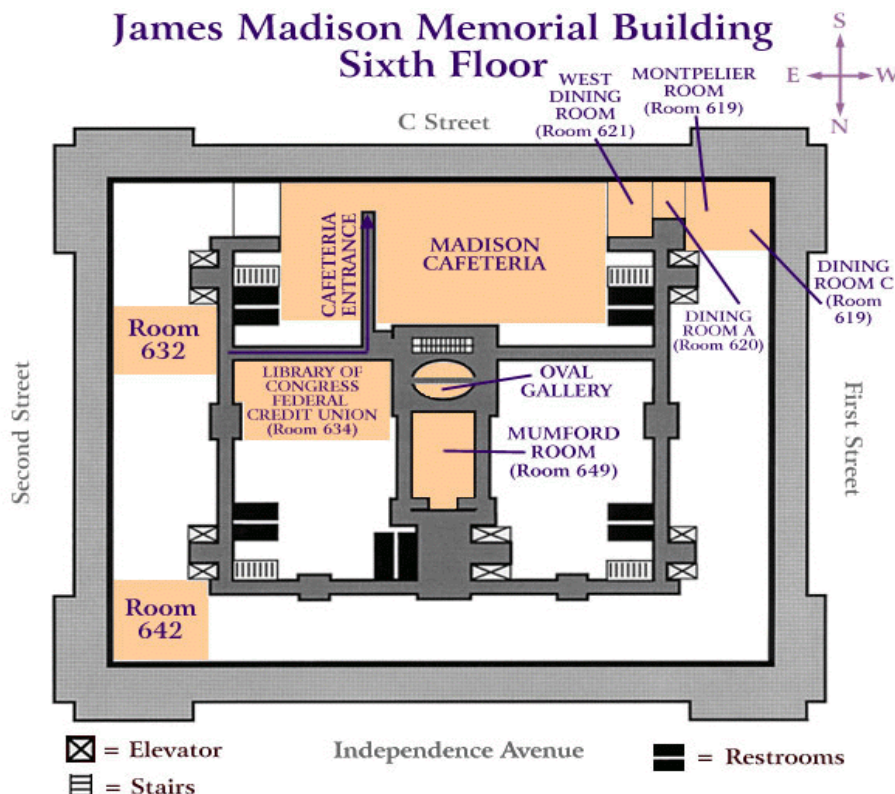 James Madison Memorial Building
Sixth Floor
S
E W
N
C Street
WEST
DINING
ROOM
(Room 621)
MONTPELIER
ROOM
(Room 619)
CAFETERIA
ENTRANCE
MADISON
CAFETERIA
DINING
ROOM C
(Room
619)
DINING
ROOM A
(Room 620)
Room
632
LIBRARY OF
CONGRESS
FEDERAL
CREDIT UNION
(Room 634)
OVAL
GALLERY
MUMFORD
ROOM
(Room 649)
Second Street
First Street
Room
642
= Elevator
= Stairs
Independence Avenue
= Restrooms